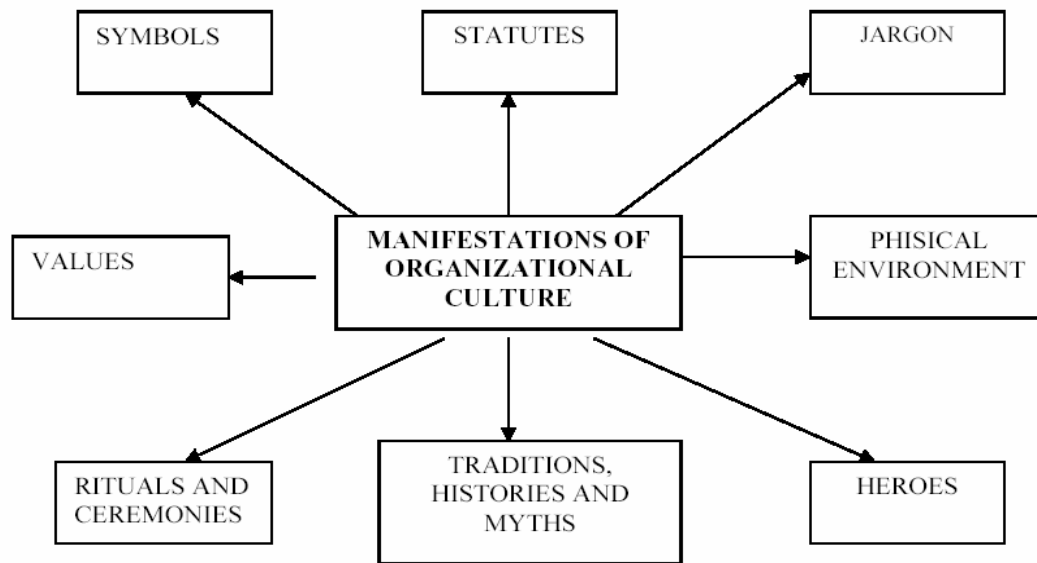 SYMBOLS
STATUTES
JARGON
VALUES
MANIFESTATIONS OF
ORGANIZATIONAL
CULTURE
PHISICAL
ENVIRONMENT
RITUALS AND
CEREMONIES
TRADITIONS,
HISTORIES AND
MYTHS
HEROES